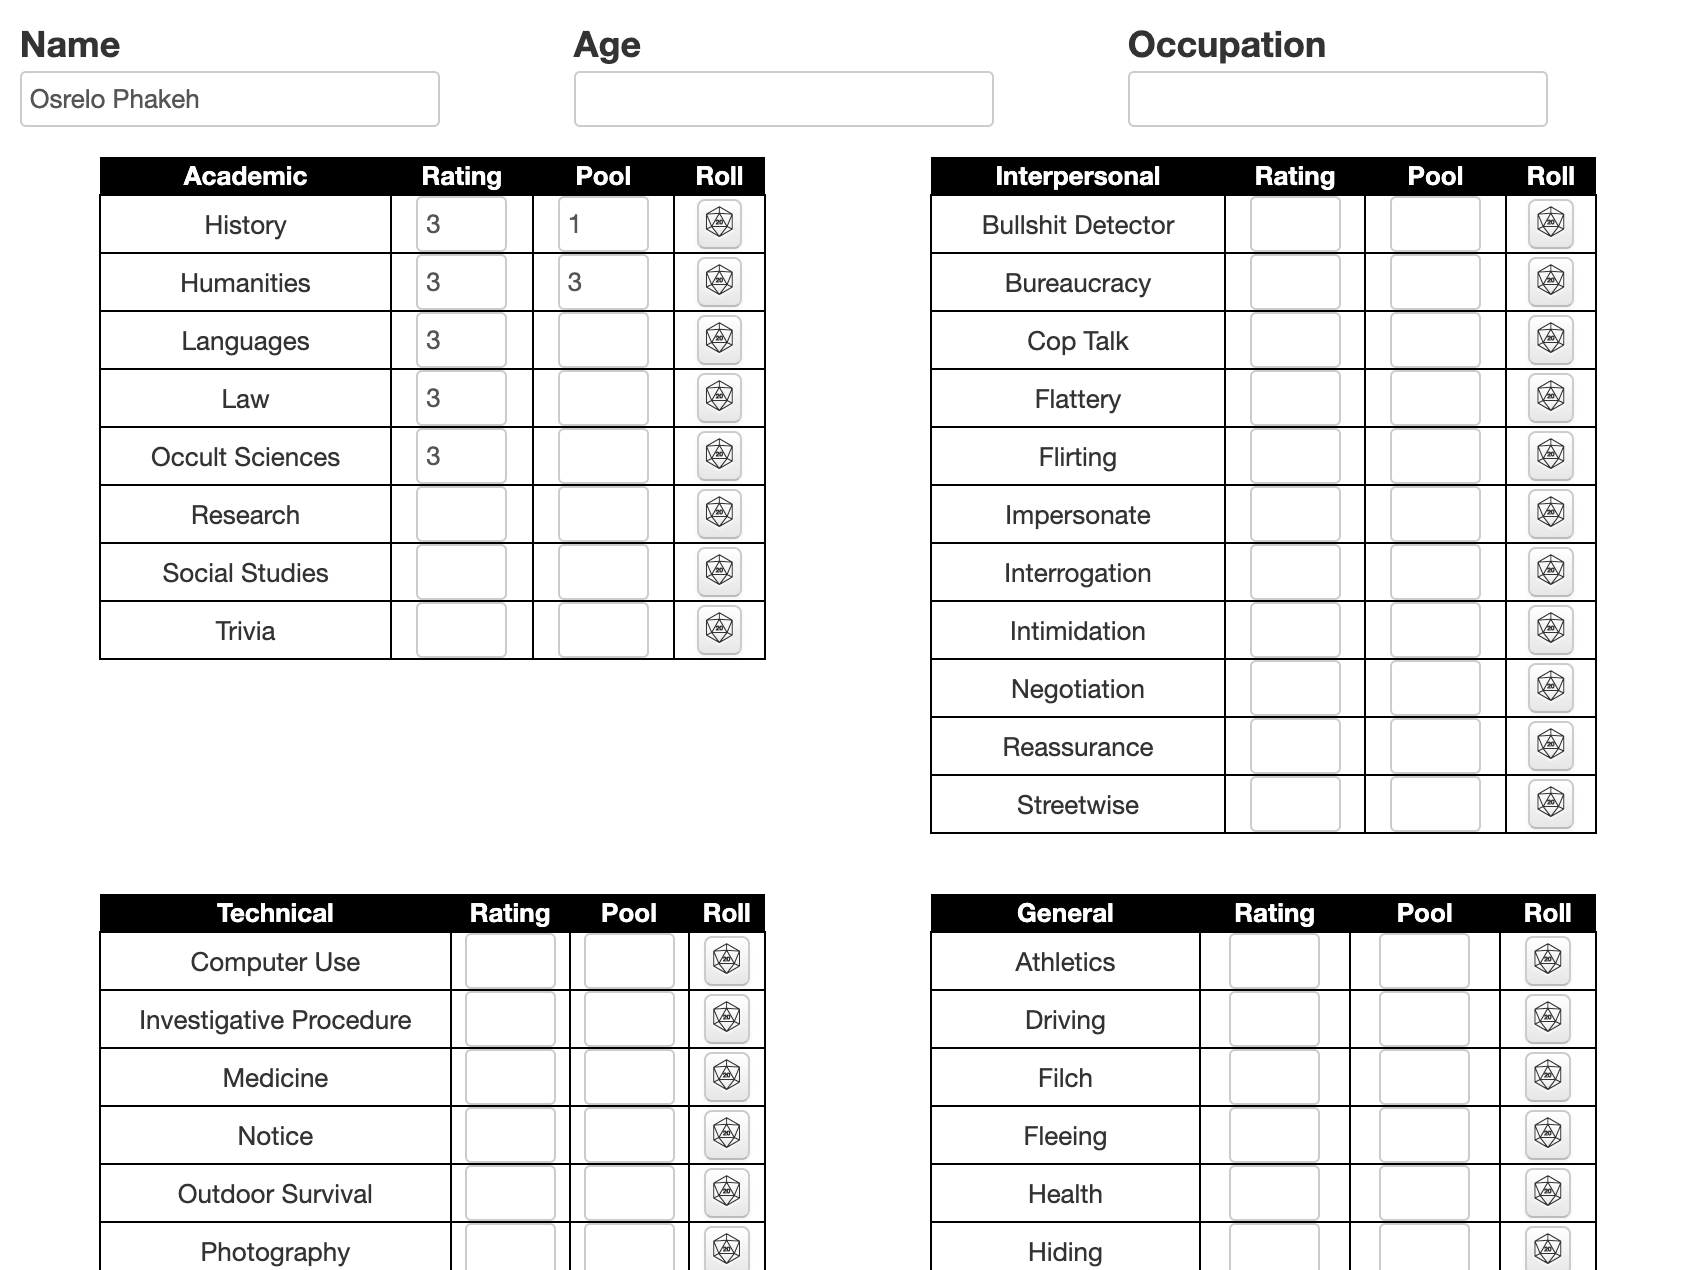 Name Age Occupation
Osrelo Phakeh
Academic Rating Pool Roll
History 3 1
Humanities 3 3
Languages 3
Law 3
Occult Sciences 3
Research
Social Studies
Trivia
Interpersonal Rating Pool Roll
Bullshit Detector
Bureaucracy
Cop Talk
Flattery
Flirting
Impersonate
Interrogation
Intimidation
Negotiation
Reassurance
Streetwise
Technical Rating Pool Roll
Computer Use
Investigative Procedure
Medicine
Notice
Outdoor Survival
Photography
General Rating Pool Roll
Athletics
Driving
Filch
Fleeing
Health
Hiding